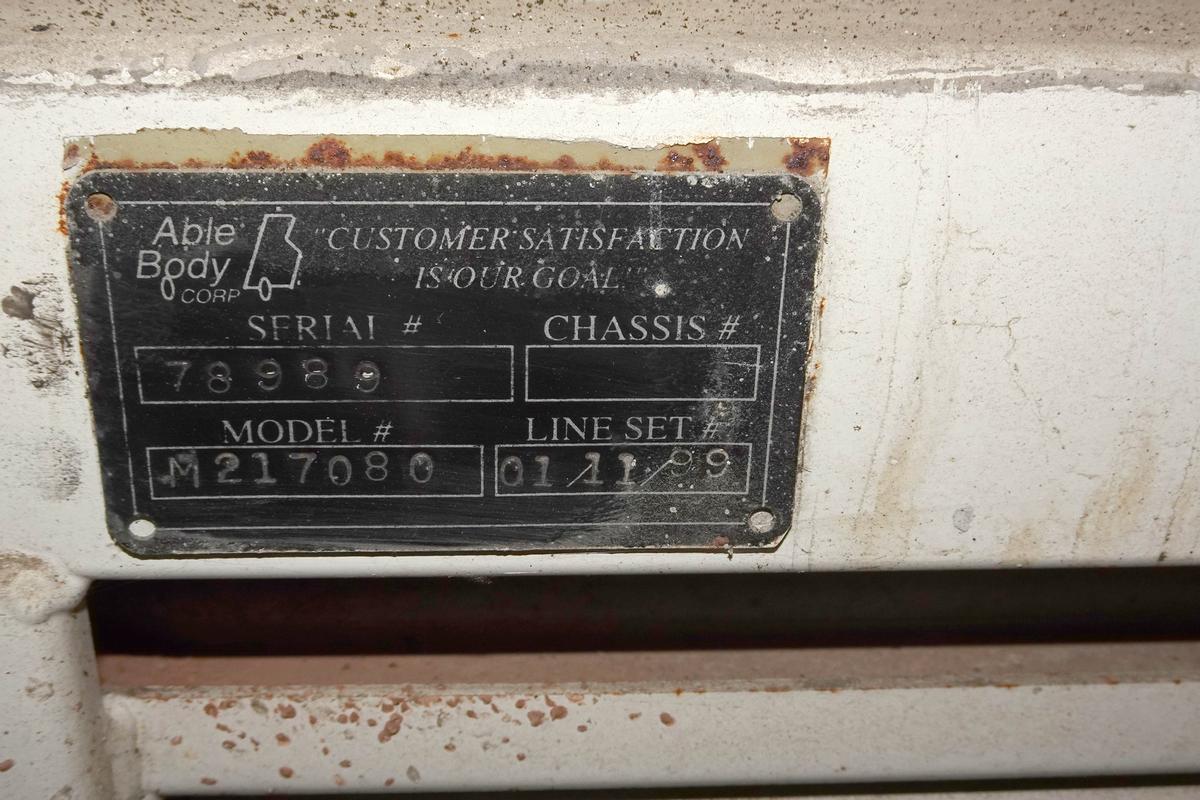 Able
Body
CORP
"CUSTOMER SATISFACTION
IS OUR GOAL!"
SERIAL #
CHASSIS #
78989
MODEL #
LINE SET #
M217080
01/11/99